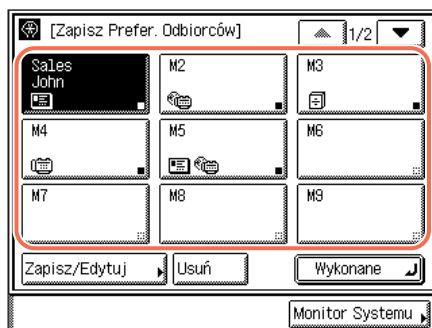 [Zapisz Prefer. Odbiorców]
1/2
Sales
John
M2
M3
M4
M5
M6
M7
M8
M9
Zapisz/Edytuj
Usuń
Wykonane
Monitor Systemu